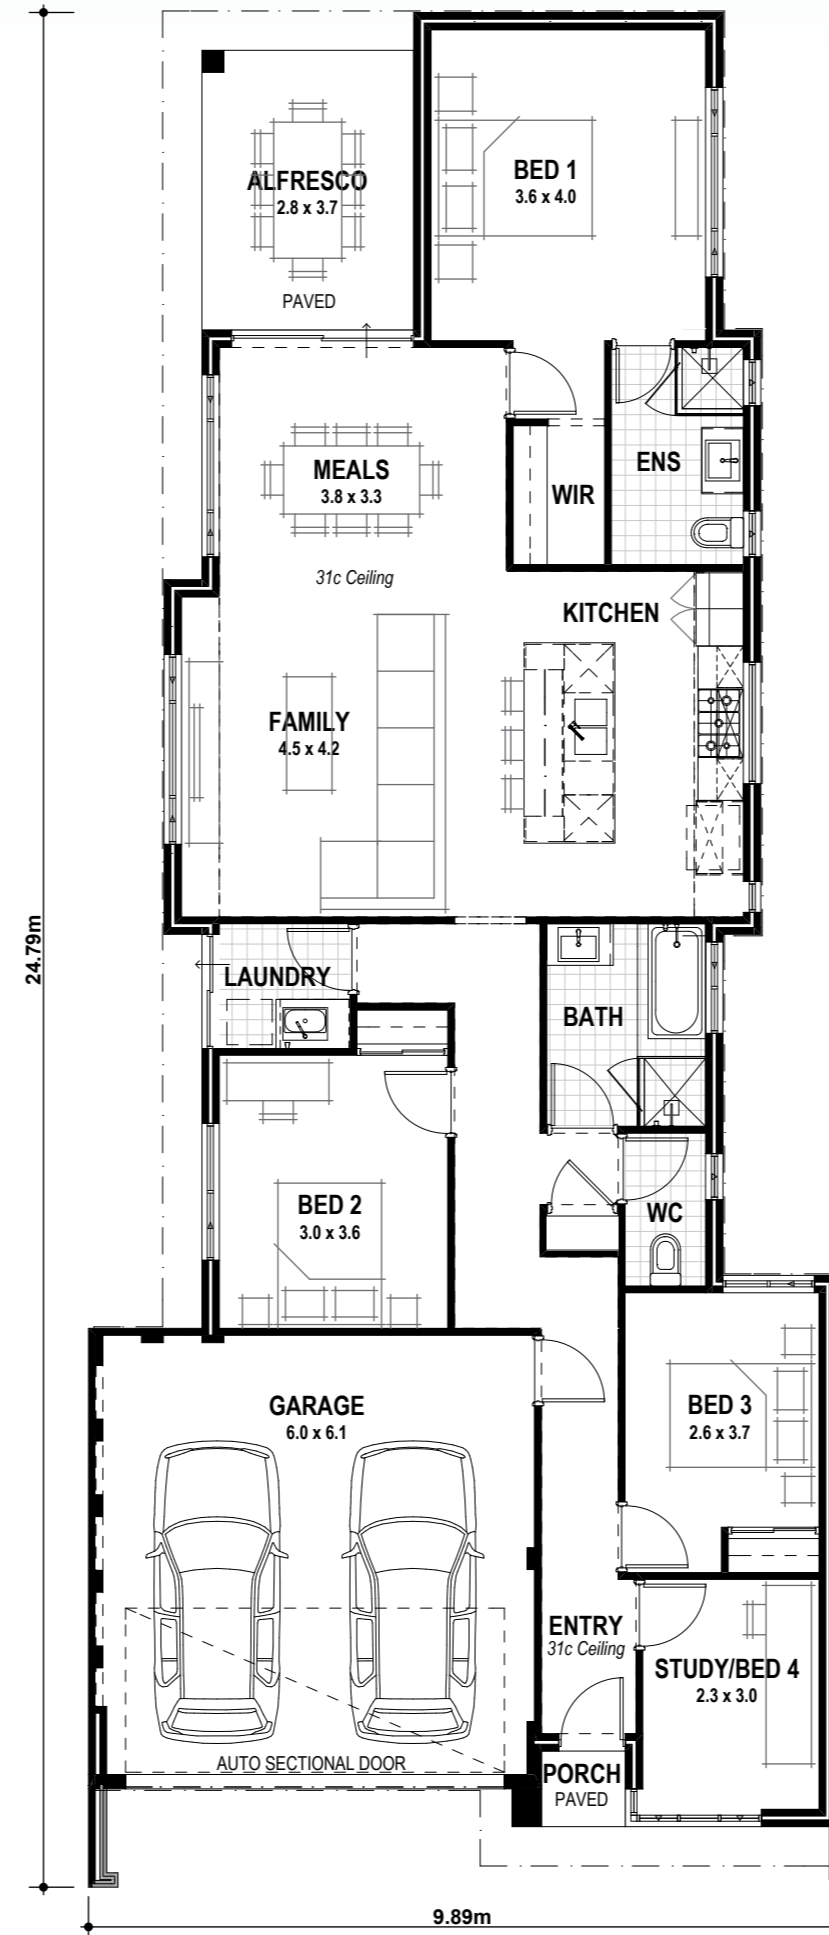 ALFRESCO
2.8 x 3.7
PAVED
BED 1
3.6 x 4.0
MEALS
3.8 x 3.3
WIR
ENS
31c Ceiling
KITCHEN
FAMILY
4.5 x 4.2
24.79m
LAUNDRY
BATH
BED 2
3.0 x 3.6
WC
GARAGE
6.0 x 6.1
BED 3
2.6 x 3.7
ENTRY
31c Ceiling
STUDY/BED 4
2.3 x 3.0
AUTO SECTIONAL DOOR
PORCH
PAVED
9.89m